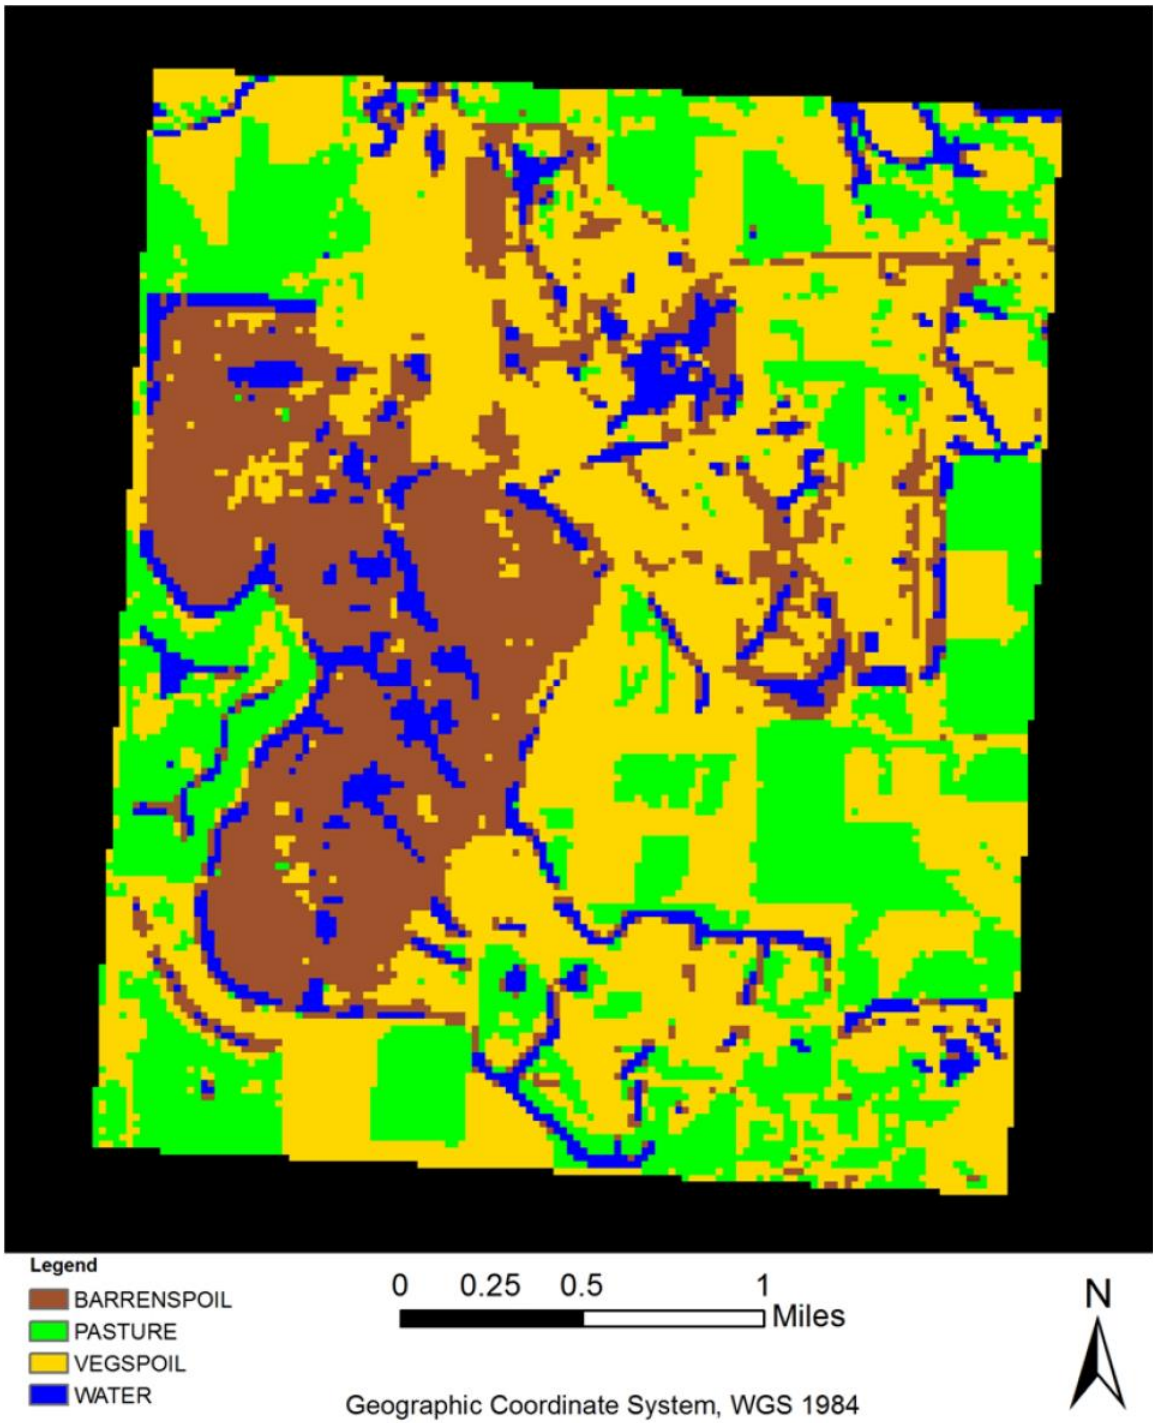 Legend
BARRENSPOIL
PASTURE
VEGSPOIL
WATER
0 0.25 0.5 1
Miles
N
Geographic Coordinate System, WGS 1984